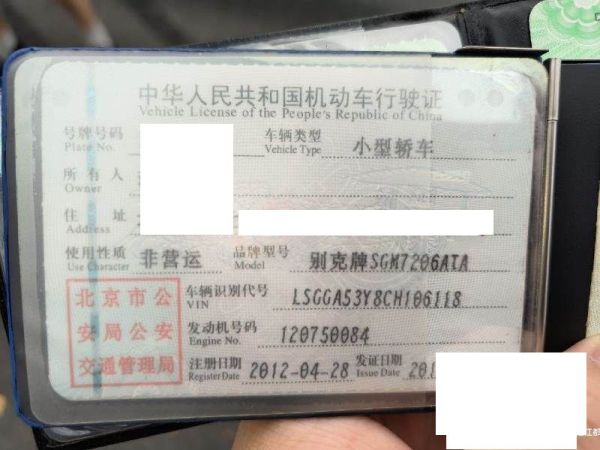 中华人民共和国机动车行驶证
Vehicle License of the People's Republic of China
号牌号码 车辆类型 小型轿车
Plate No. Vehicle Type
所有人
Owner
住 址
Address
使用性质 非营运 品牌型号 别克牌SGM7206ATA
Use Character Model
北京市公安局公安交通管理局
车辆识别代号 LSGGA53Y8CH106118
VIN
发动机号码 120750084
Engine No.
注册日期 2012-04-28 发证日期
Register Date Issue Date